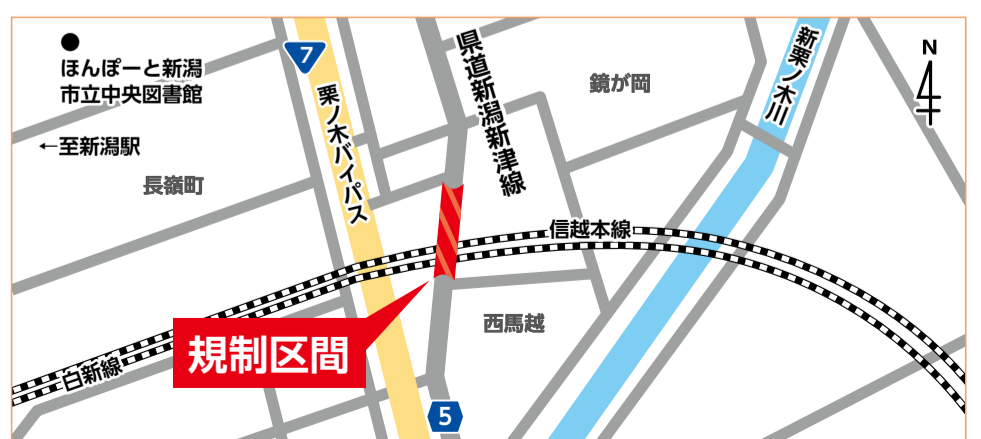 ほんぽーと新潟
市立中央図書館
←至新潟駅
長嶺町
7
栗ノ木バイパス
県道新潟新津線
鏡が岡
新栗ノ木川
N
信越本線
西馬越
規制区間
白新線
5